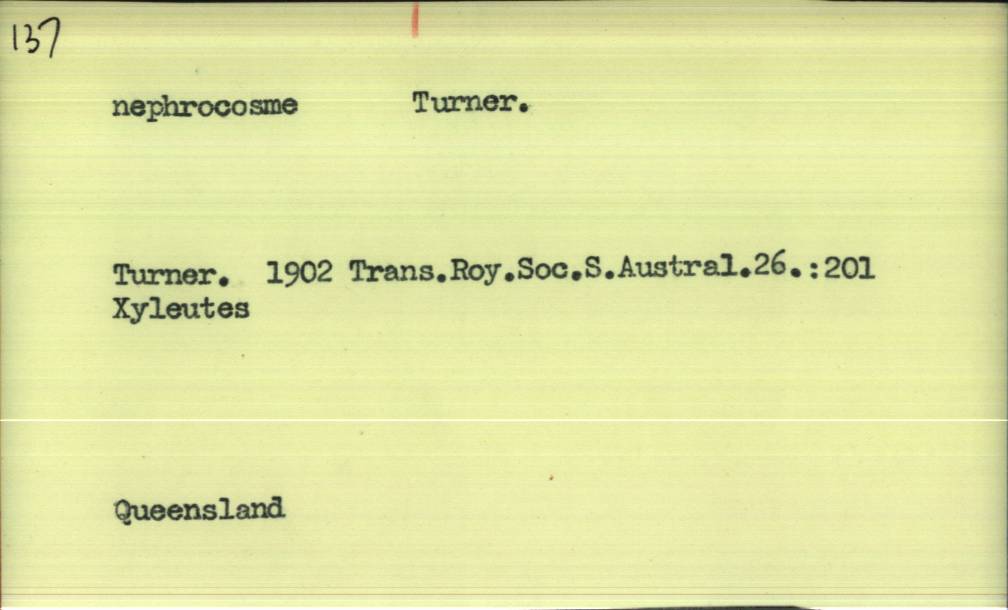 137
nephrocosme Turner.
Turner. 1902 Trans.Roy.Soc.S.Austral.26.:201
Xyleutes
Queensland